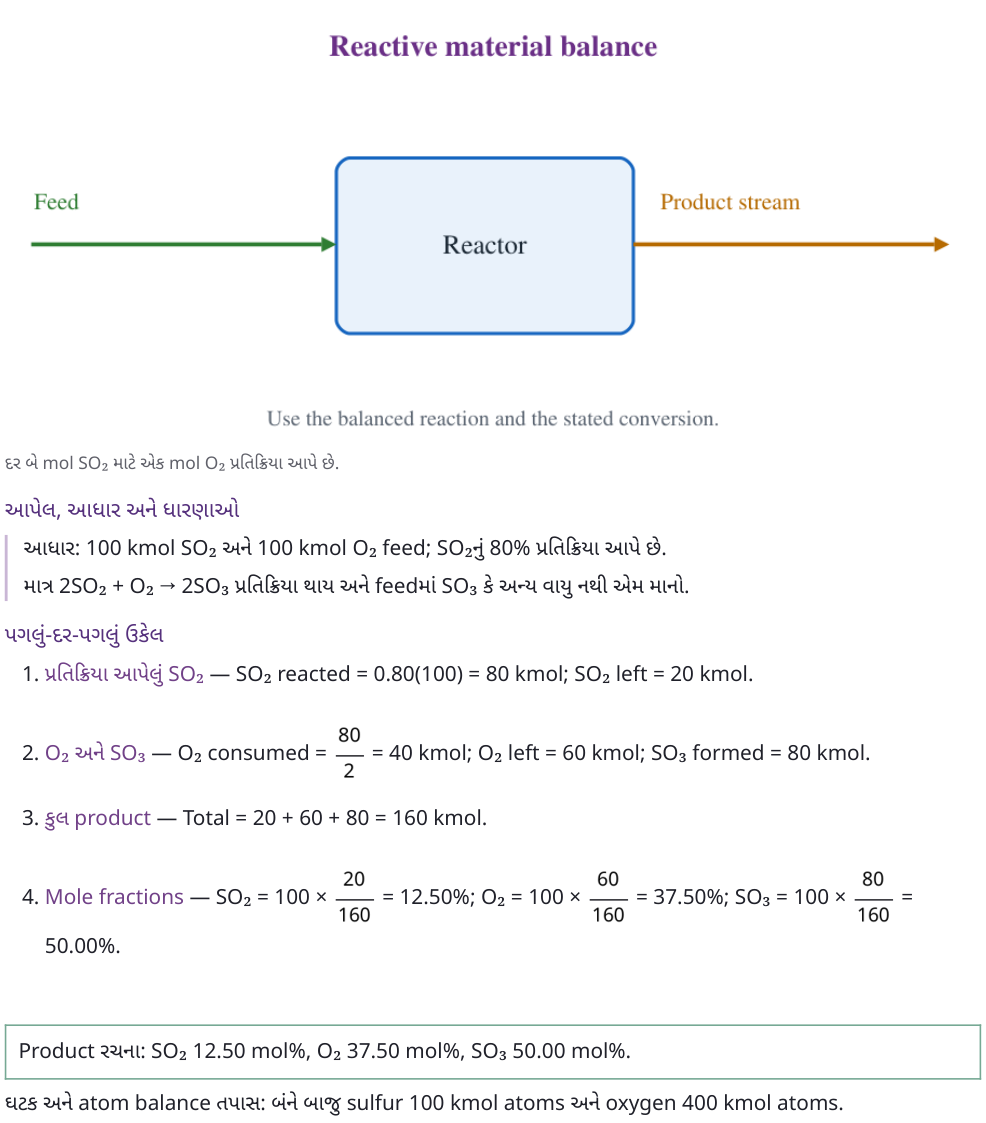 Reactive material balance
Feed
Reactor
Product stream
Use the balanced reaction and the stated conversion.
દર બે mol SO₂ માટે એક mol O₂ પ્રતિક્રિયા આપે છે.
આપેલ, આધાર અને ધારણાઓ
આધાર: 100 kmol SO₂ અને 100 kmol O₂ feed; SO₂નું 80% પ્રતિક્રિયા આપે છે.
માત્ર 2SO₂ + O₂ → 2SO₃ પ્રતિક્રિયા થાય અને feedમાં SO₃ કે અન્ય વાયુ નથી એમ માનો.
પગલું-દર-પગલું ઉકેલ
1. પ્રતિક્રિયા આપેલું SO₂ — SO₂ reacted = 0.80(100) = 80 kmol; SO₂ left = 20 kmol.
2. O₂ અને SO₃ — O₂ consumed = 80/2 = 40 kmol; O₂ left = 60 kmol; SO₃ formed = 80 kmol.
3. કુલ product — Total = 20 + 60 + 80 = 160 kmol.
4. Mole fractions — SO₂ = 100 × 20/160 = 12.50%; O₂ = 100 × 60/160 = 37.50%; SO₃ = 100 × 80/160 =
50.00%.
Product રચના: SO₂ 12.50 mol%, O₂ 37.50 mol%, SO₃ 50.00 mol%.
ઘટક અને atom balance તપાસ: બંને બાજુ sulfur 100 kmol atoms અને oxygen 400 kmol atoms.